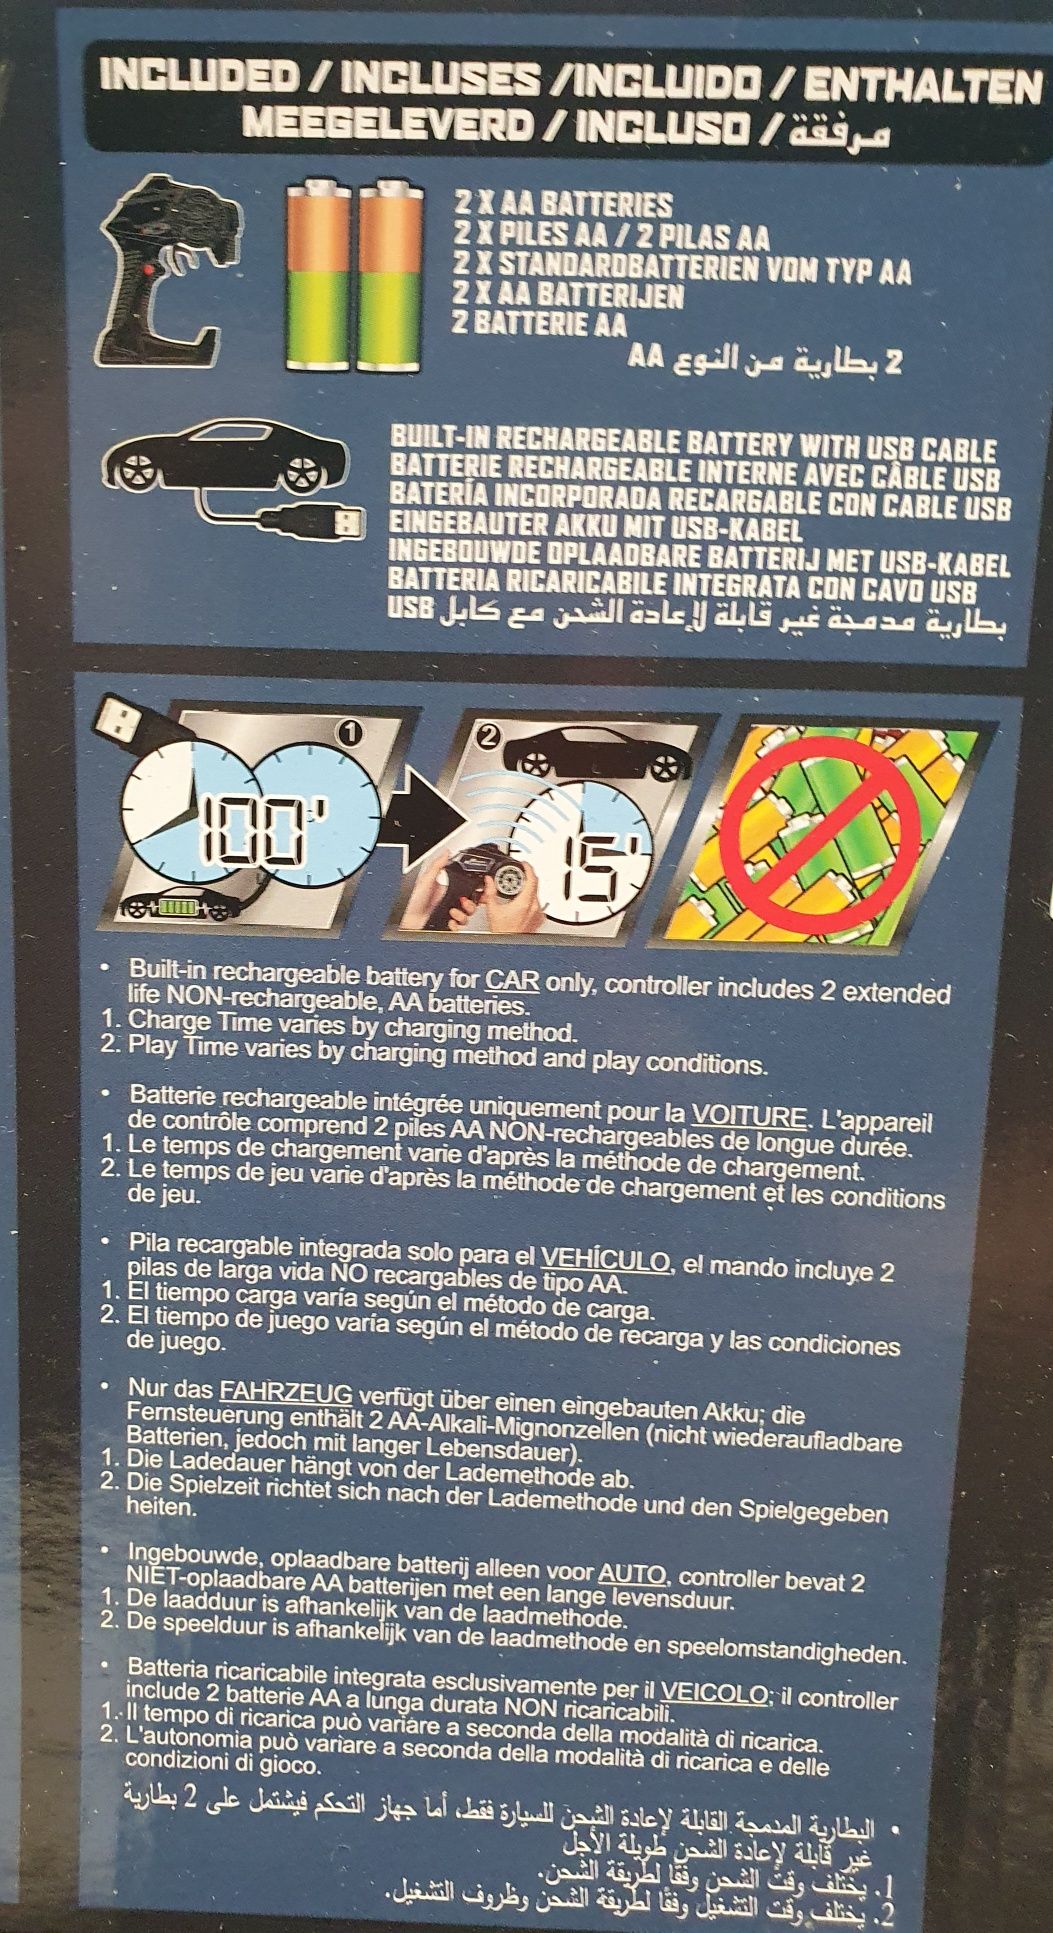 INCLUDED / INCLUSES /INCLUIDO / ENTHALTEN
MEEGELEVERD / INCLUSO / مرفقة
2 X AA BATTERIES
2 X PILES AA / 2 PILAS AA
2 X STANDARDBATTERIEN VOM TYP AA
2 X AA BATTERIJEN
2 BATTERIE AA
2 بطارية من النوع AA
BUILT-IN RECHARGEABLE BATTERY WITH USB CABLE
BATTERIE RECHARGEABLE INTERNE AVEC CÂBLE USB
BATERÍA INCORPORADA RECARGABLE CON CABLE USB
EINGEBAUTER AKKU MIT USB-KABEL
INGEBOUWDE OPLAADBARE BATTERIJ MET USB-KABEL
BATTERIA RICARICABILE INTEGRATA CON CAVO USB
بطارية مدمجة غير قابلة لإعادة الشحن مع كابل USB
1
100'
2
15'
• Built-in rechargeable battery for CAR only, controller includes 2 extended
life NON-rechargeable, AA batteries.
1. Charge Time varies by charging method.
2. Play Time varies by charging method and play conditions.
• Batterie rechargeable intégrée uniquement pour la VOITURE. L'appareil
de contrôle comprend 2 piles AA NON-rechargeables de longue durée.
1. Le temps de chargement varie d'après la méthode de chargement.
2. Le temps de jeu varie d'après la méthode de chargement et les conditions
de jeu.
• Pila recargable integrada solo para el VEHÍCULO, el mando incluye 2
pilas de larga vida NO recargables de tipo AA.
1. El tiempo carga varía según el método de carga.
2. El tiempo de juego varía según el método de recarga y las condiciones
de juego.
• Nur das FAHRZEUG verfügt über einen eingebauten Akku; die
Fernsteuerung enthält 2 AA-Alkali-Mignonzellen (nicht wiederaufladbare
Batterien, jedoch mit langer Lebensdauer).
1. Die Ladedauer hängt von der Lademethode ab.
2. Die Spielzeit richtet sich nach der Lademethode und den Spielgegeben
heiten.
• Ingebouwde, oplaadbare batterij alleen voor AUTO, controller bevat 2
NIET-oplaadbare AA batterijen met een lange levensduur.
1. De laadduur is afhankelijk van de laadmethode.
2. De speelduur is afhankelijk van de laadmethode en speelomstandigheden.
• Batteria ricaricabile integrata esclusivamente per il VEICOLO; il controller
include 2 batterie AA a lunga durata NON ricaricabili.
1. Il tempo di ricarica può variare a seconda della modalità di ricarica.
2. L'autonomia può variare a seconda della modalità di ricarica e delle
condizioni di gioco.
• البطارية المدمجة القابلة لإعادة الشحن للسيارة فقط، أما جهاز التحكم فيشتمل على 2 بطارية
غير قابلة لإعادة الشحن طويلة الأجل
1. يختلف وقت الشحن وفقًا لطريقة الشحن.
2. يختلف وقت التشغيل وفقًا لطريقة الشحن وظروف التشغيل.